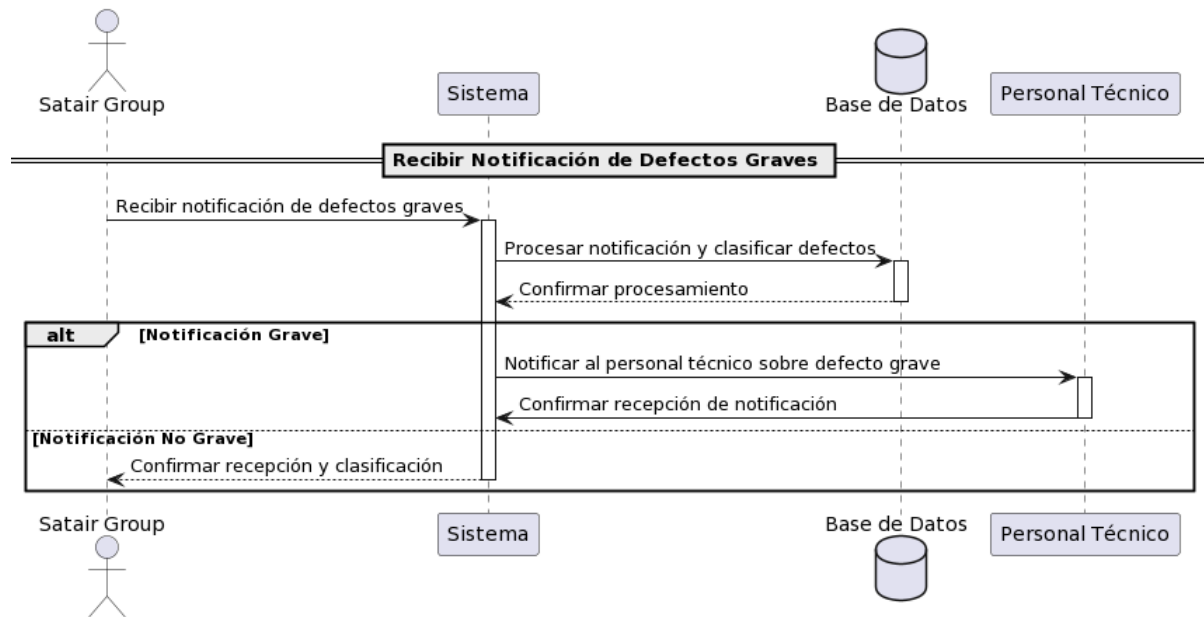 Satair Group
Sistema
Base de Datos
Personal Técnico
Recibir Notificación de Defectos Graves
Recibir notificación de defectos graves
Procesar notificación y clasificar defectos
Confirmar procesamiento
alt [Notificación Grave]
Notificar al personal técnico sobre defecto grave
Confirmar recepción de notificación
[Notificación No Grave]
Confirmar recepción y clasificación
Satair Group
Sistema
Base de Datos
Personal Técnico